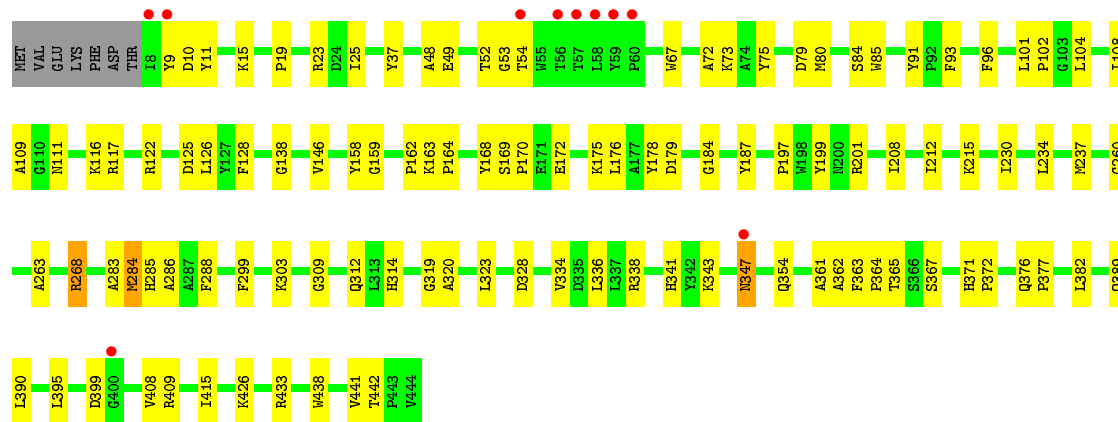 MET VAL GLU LYS PHE ASP THR I8 Y9 D10 Y11 K15 P19 R23 D24 I25 Y37 A48 E49 T52 G53 T54 W55 T56 T57 L58 Y59 P60 W67 A72 K73 A74 Y75 D79 M80 S84 W85 Y91 P92 F93 F96 L101 P102 G103 L104 I108
A109 G110 N111 K116 R117 R122 D125 L126 Y127 F128 G138 V146 Y158 G159 P162 K163 P164 Y168 S169 P170 E171 E172 K175 L176 A177 Y178 D179 G184 Y187 P197 W198 Y199 N200 R201 I208 I212 K215 I230 L234 M237 G260
A263 R268 A283 M284 H285 A286 A287 F288 F299 K303 G309 Q312 L313 H314 G319 A320 L323 D328 V334 D335 L336 L337 R338 H341 Y342 K343 N347 Q354 A361 A362 F363 P364 T365 S366 S367 H371 P372 Q376 P377 L382 Q389
L390 L395 D399 G400 V408 R409 I415 K426 R433 W438 V441 T442 P443 V444